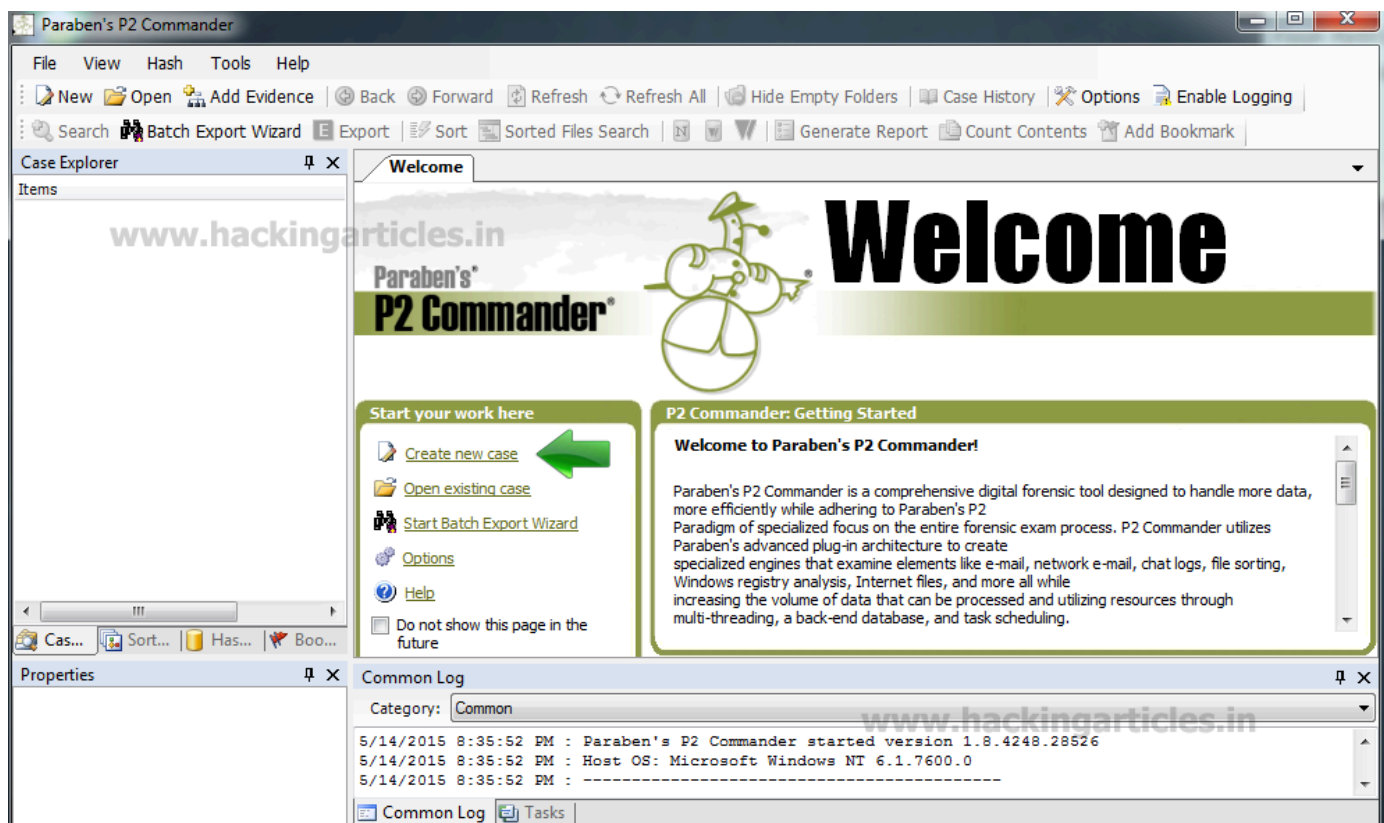 Paraben's P2 Commander
File View Hash Tools Help
New Open Add Evidence Back Forward Refresh Refresh All Hide Empty Folders Case History Options Enable Logging
Search Batch Export Wizard E Export Sort Sorted Files Search N W W Generate Report Count Contents Add Bookmark
Case Explorer
Items
Welcome
www.hackingarticles.in
Paraben's®
P2 Commander®
Welcome
Start your work here
Create new case
Open existing case
Start Batch Export Wizard
Options
Help
Do not show this page in the
future
P2 Commander: Getting Started
Welcome to Paraben's P2 Commander!
Paraben's P2 Commander is a comprehensive digital forensic tool designed to handle more data,
more efficiently while adhering to Paraben's P2
Paradigm of specialized focus on the entire forensic exam process. P2 Commander utilizes
Paraben's advanced plug-in architecture to create
specialized engines that examine elements like e-mail, network e-mail, chat logs, file sorting,
Windows registry analysis, Internet files, and more all while
increasing the volume of data that can be processed and utilizing resources through
multi-threading, a back-end database, and task scheduling.
Cas... Sort... Has... Boo...
Properties
Common Log
Category: Common
www.hackingarticles.in
5/14/2015 8:35:52 PM : Paraben's P2 Commander started version 1.8.4248.28526
5/14/2015 8:35:52 PM : Host OS: Microsoft Windows NT 6.1.7600.0
5/14/2015 8:35:52 PM : -------------------------------------------
Common Log Tasks